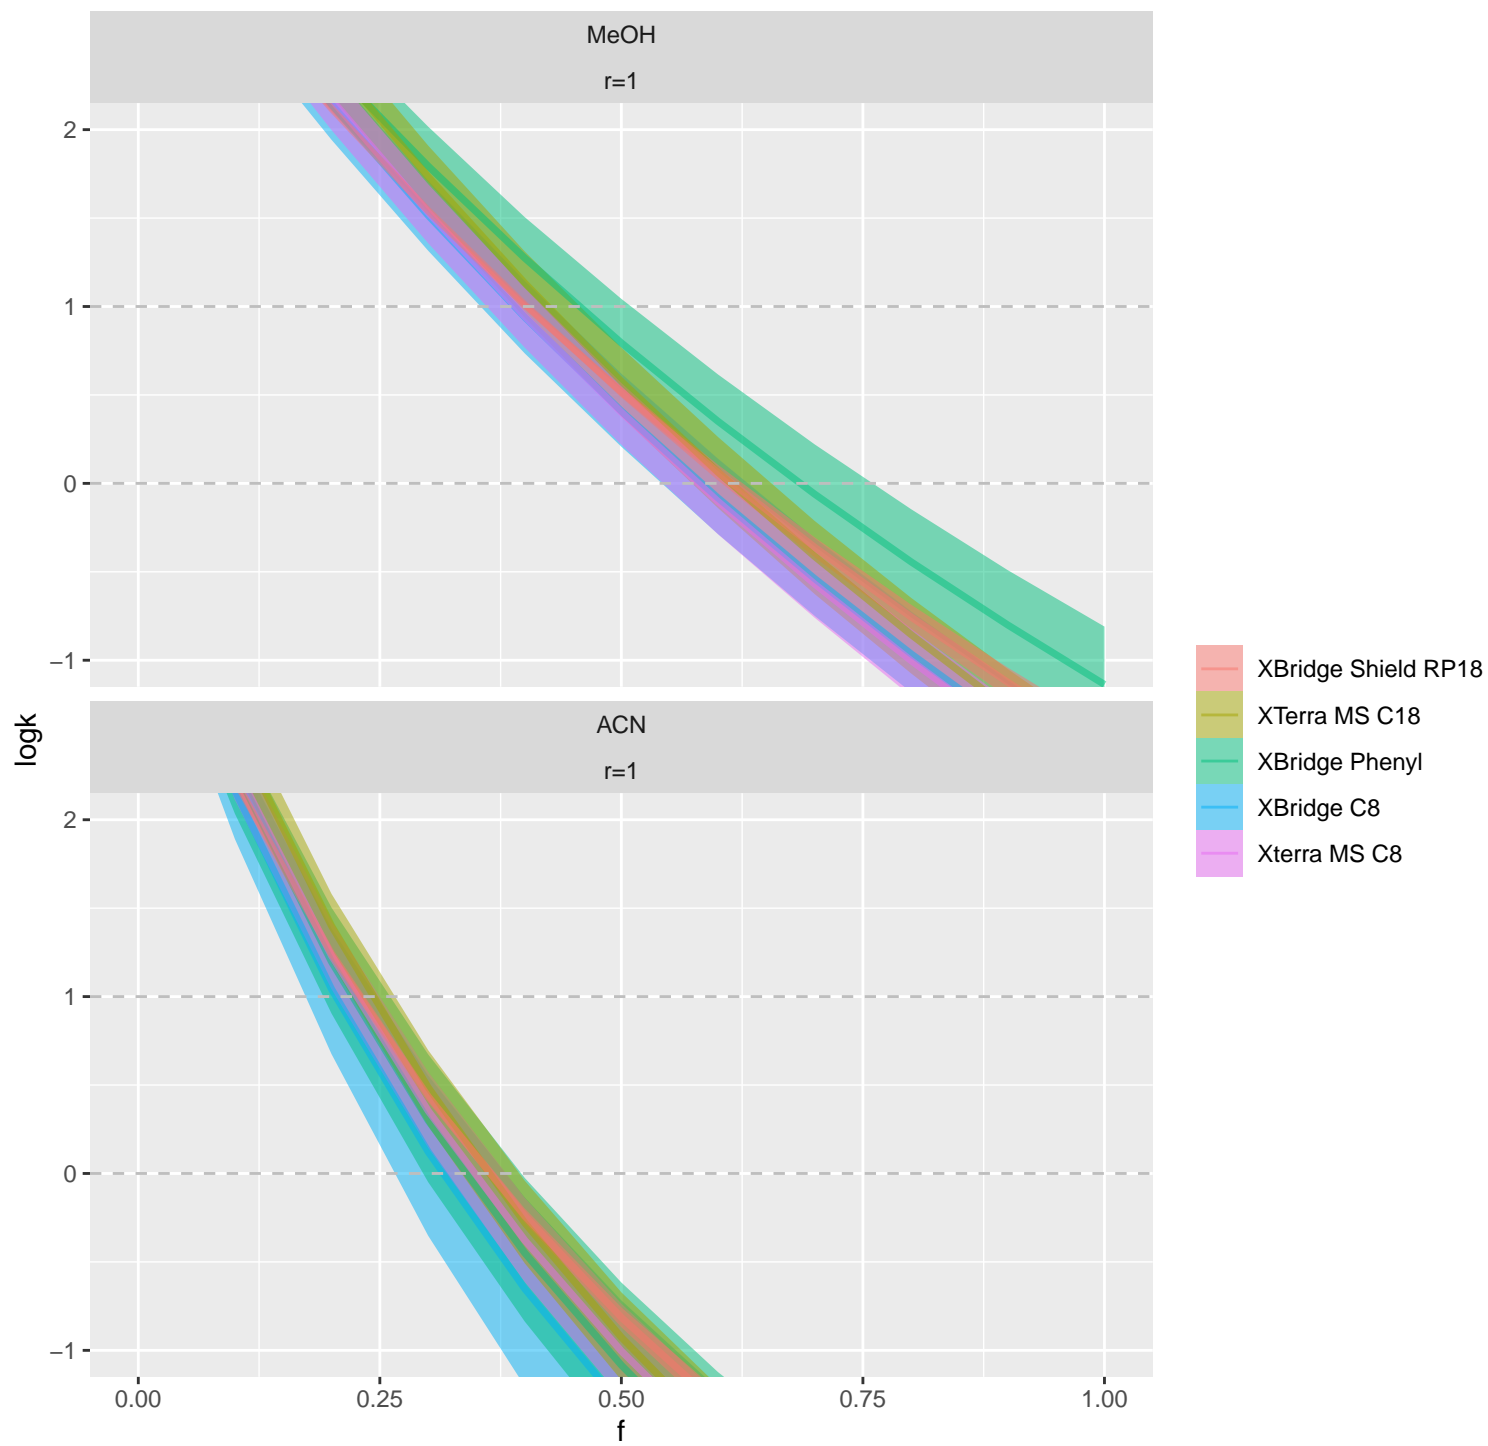 MeOH
r=1
2
1
0
−1
ACN
r=1
2
1
0
−1
0.00 0.25 0.50 0.75 1.00
f
logk
XBridge Shield RP18
XTerra MS C18
XBridge Phenyl
XBridge C8
Xterra MS C8